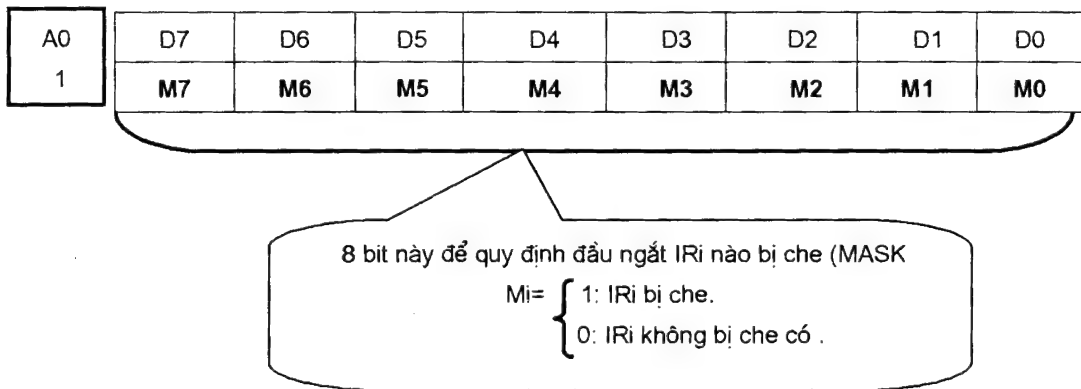 A0 D7 D6 D5 D4 D3 D2 D1 D0
1 M7 M6 M5 M4 M3 M2 M1 M0
8 bit này để quy định đầu ngắt IRi nào bị che (MASK
Mi= 1: IRi bị che.
0: IRi không bị che có .